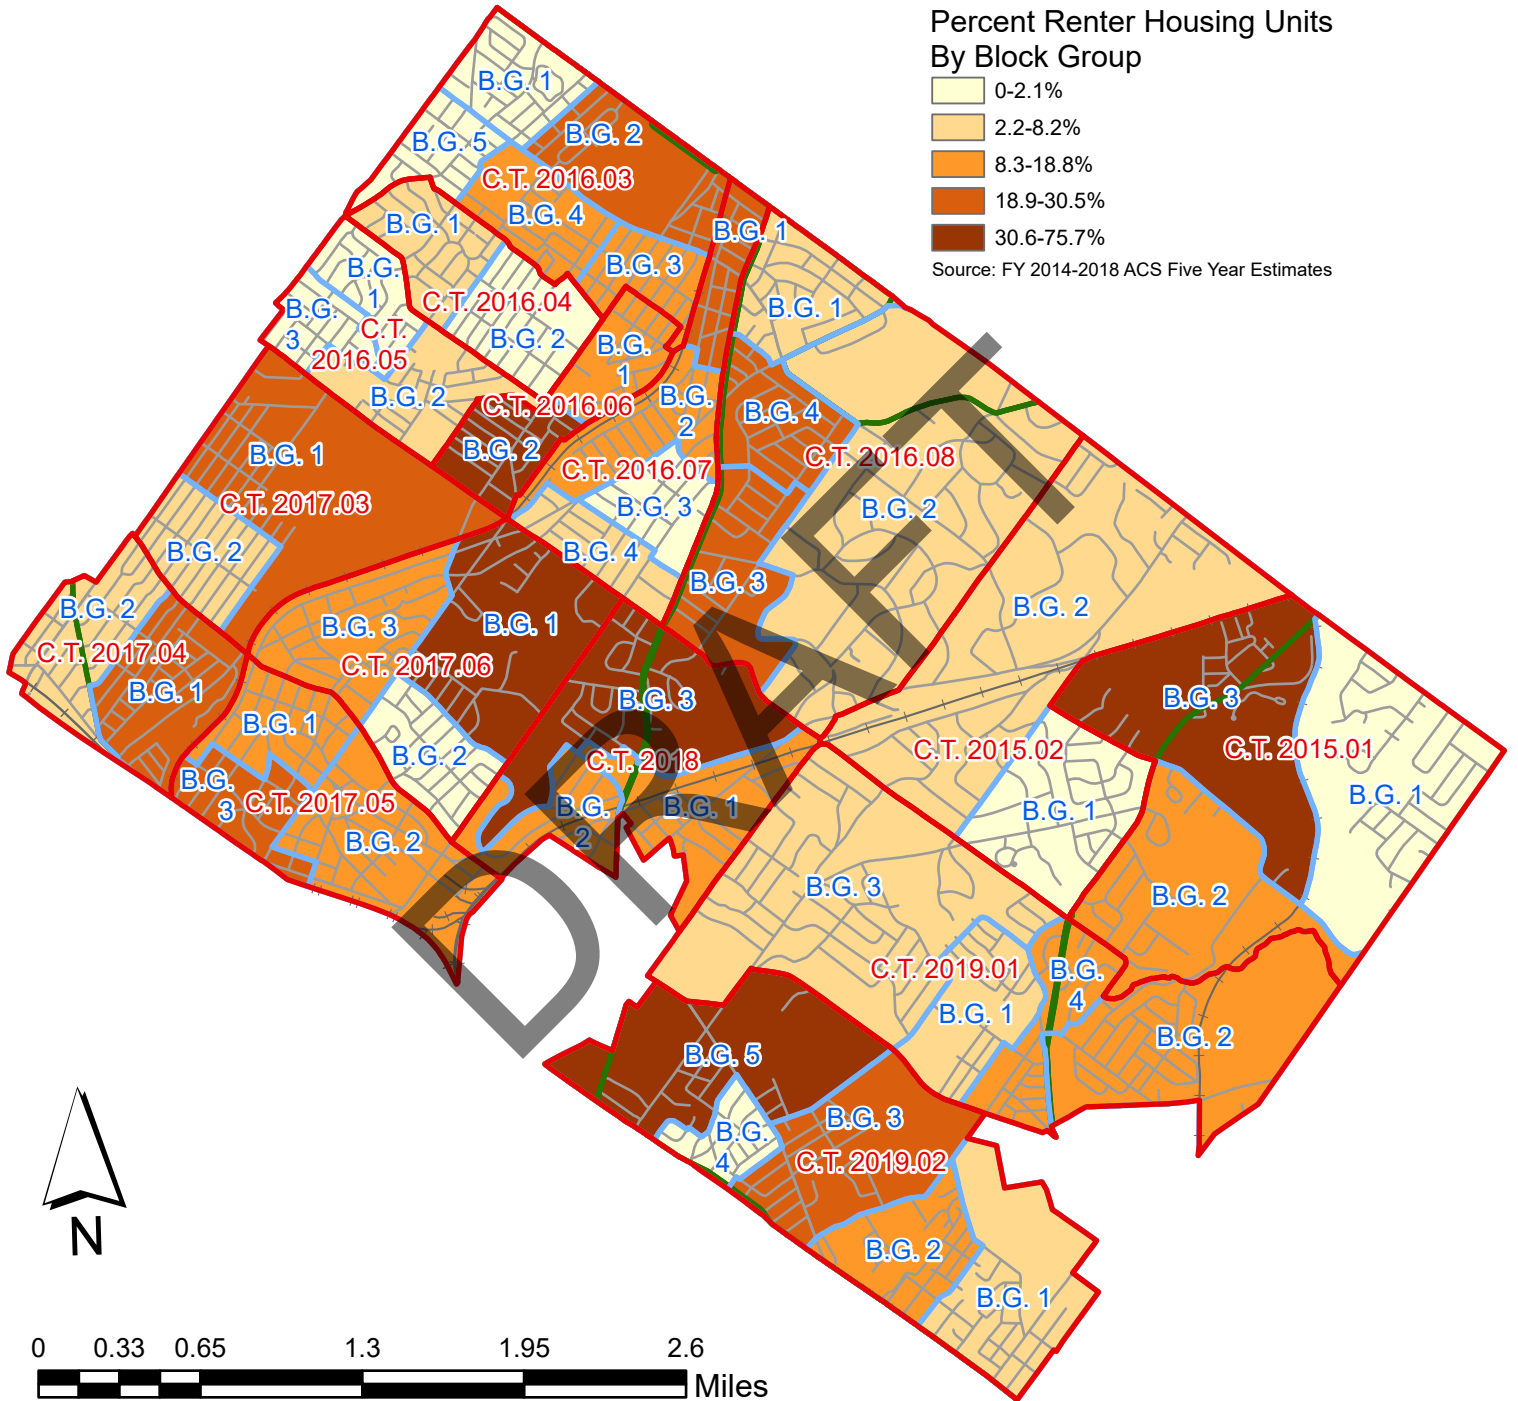 Percent Renter Housing Units
By Block Group
0-2.1%
2.2-8.2%
8.3-18.8%
18.9-30.5%
30.6-75.7%
Source: FY 2014-2018 ACS Five Year Estimates
B.G. 1
B.G. 2
B.G. 5
C.T. 2016.03
B.G. 4
B.G. 1
B.G. 1
B.G. 3
B.G.
1
B.G.
3
C.T. 2016.04
B.G. 1
C.T.
2016.05
B.G. 2
B.G.
1
B.G. 2
C.T. 2016.06
B.G.
2
B.G. 4
B.G. 2
B.G. 1
C.T. 2016.07
C.T. 2016.08
C.T. 2017.03
B.G. 3
B.G. 2
B.G. 2
B.G. 4
B.G. 3
B.G. 2
B.G. 2
B.G. 3
B.G. 1
C.T. 2017.04
C.T. 2017.06
B.G. 1
B.G. 3
B.G. 3
B.G. 1
B.G. 2
C.T. 2018
C.T. 2015.02
C.T. 2015.01
B.G.
3
C.T. 2017.05
B.G.
2
B.G. 1
B.G. 1
B.G. 1
B.G. 2
B.G. 3
B.G. 2
C.T. 2019.01
B.G.
4
B.G. 1
B.G. 2
B.G. 5
B.G. 3
B.G.
4
C.T. 2019.02
B.G. 2
B.G. 1
DRAFT
N
0 0.33 0.65 1.3 1.95 2.6
Miles